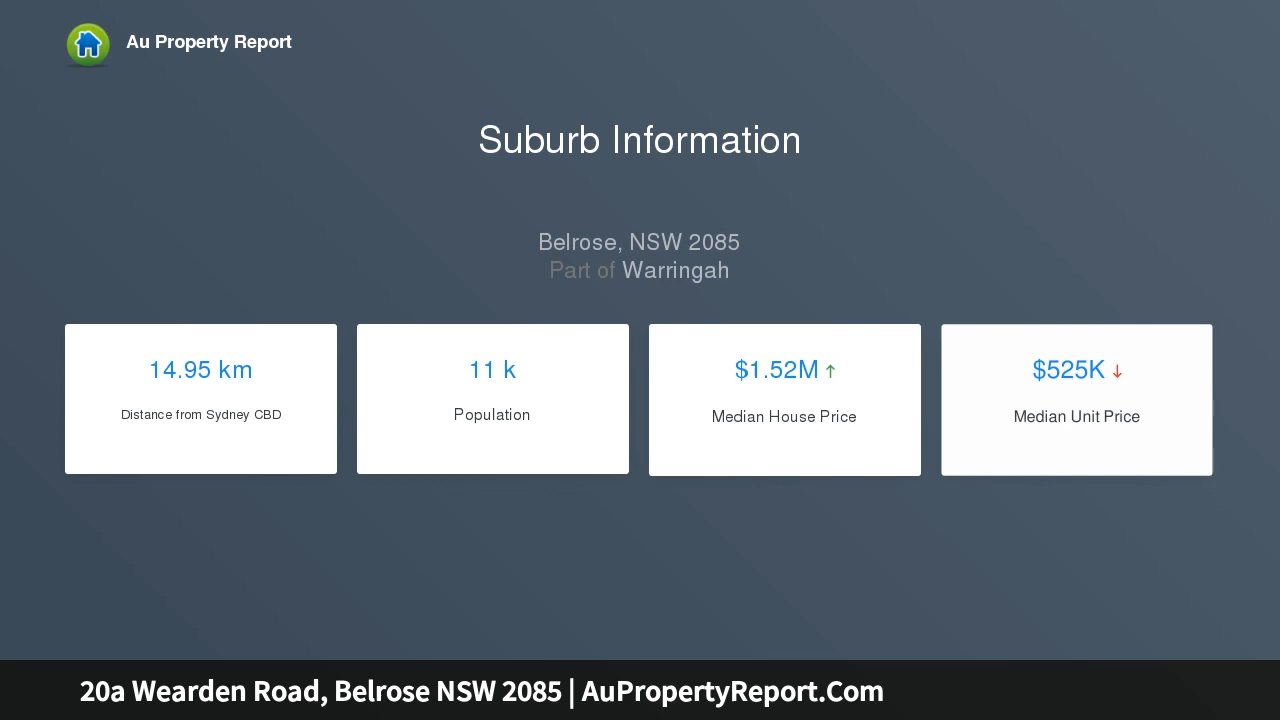 Au Property Report
Suburb Information
Belrose, NSW 2085
Part of Warringah
14.95 km
Distance from Sydney CBD
11 k
Population
$1.52M ↑
Median House Price
$525K ↓
Median Unit Price
20a Wearden Road, Belrose NSW 2085 | AuPropertyReport.Com